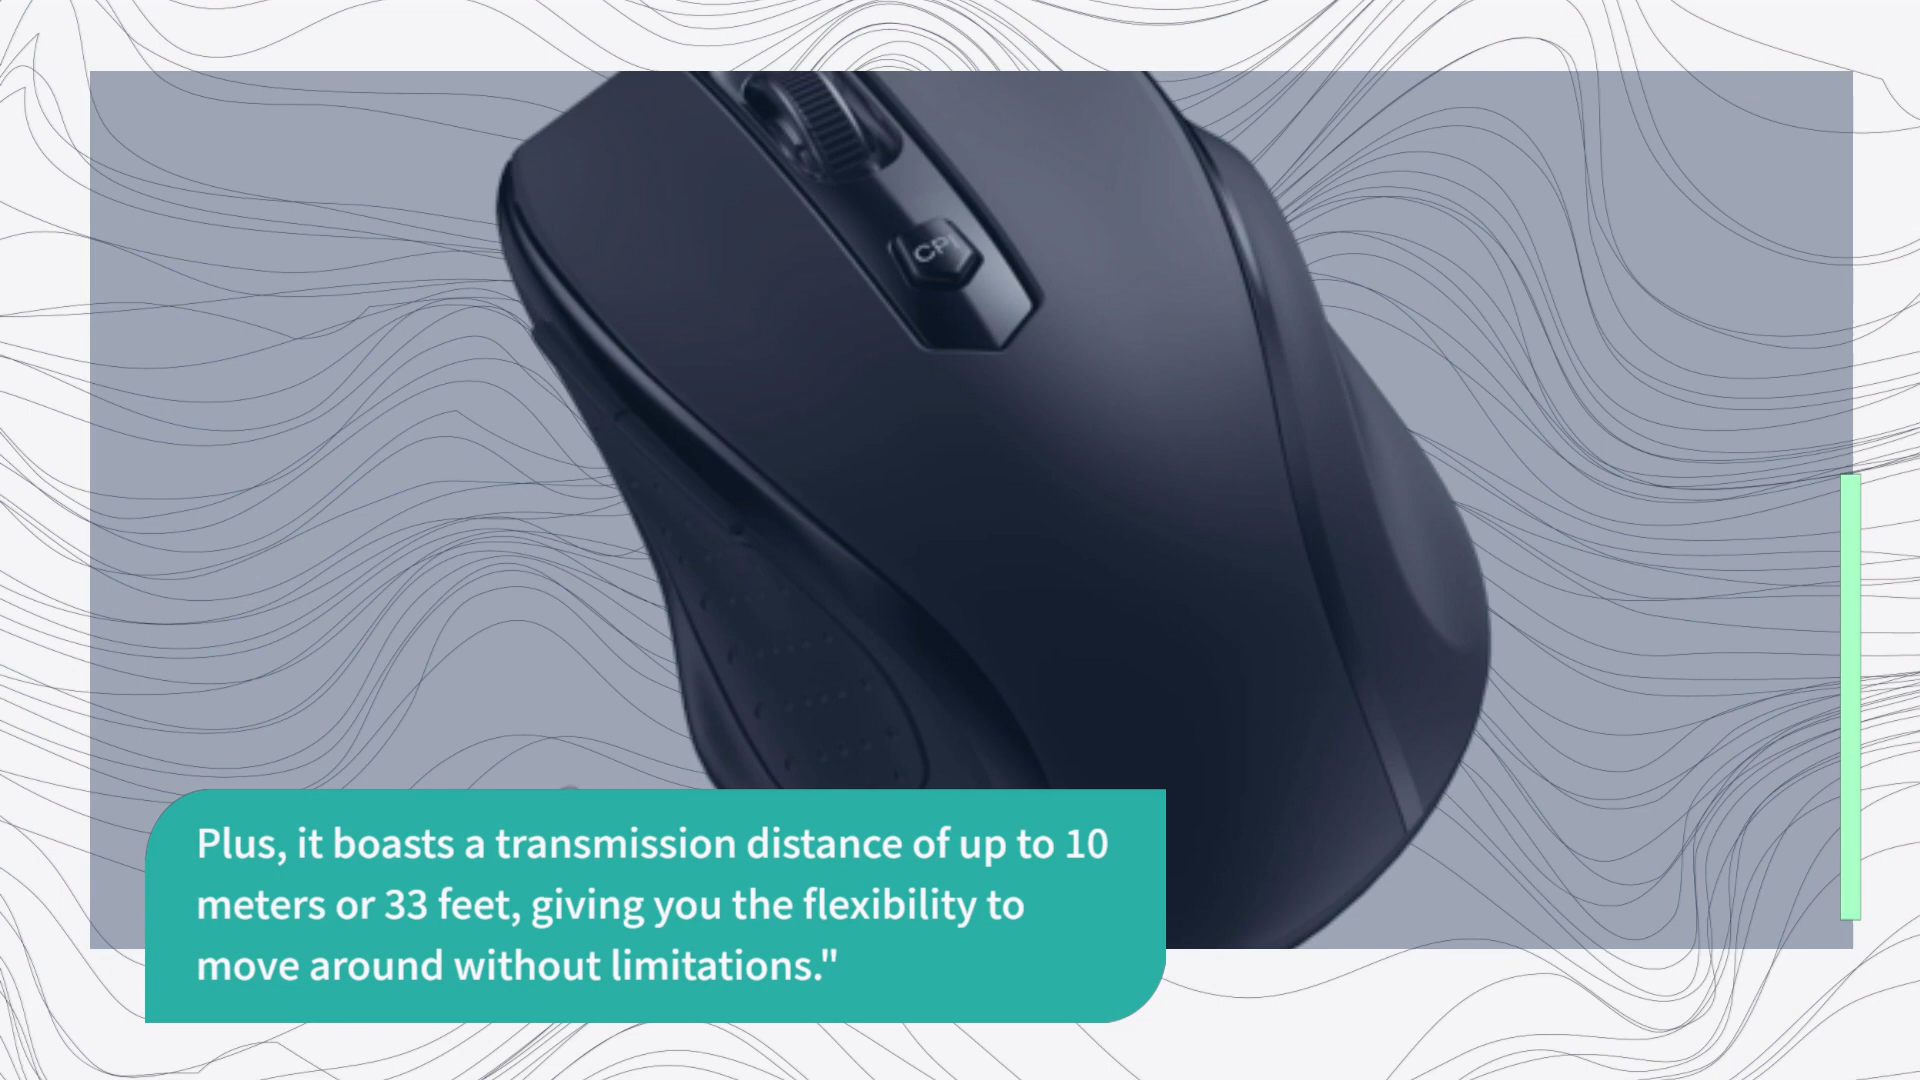 CPI
Plus, it boasts a transmission distance of up to 10
meters or 33 feet, giving you the flexibility to
move around without limitations."